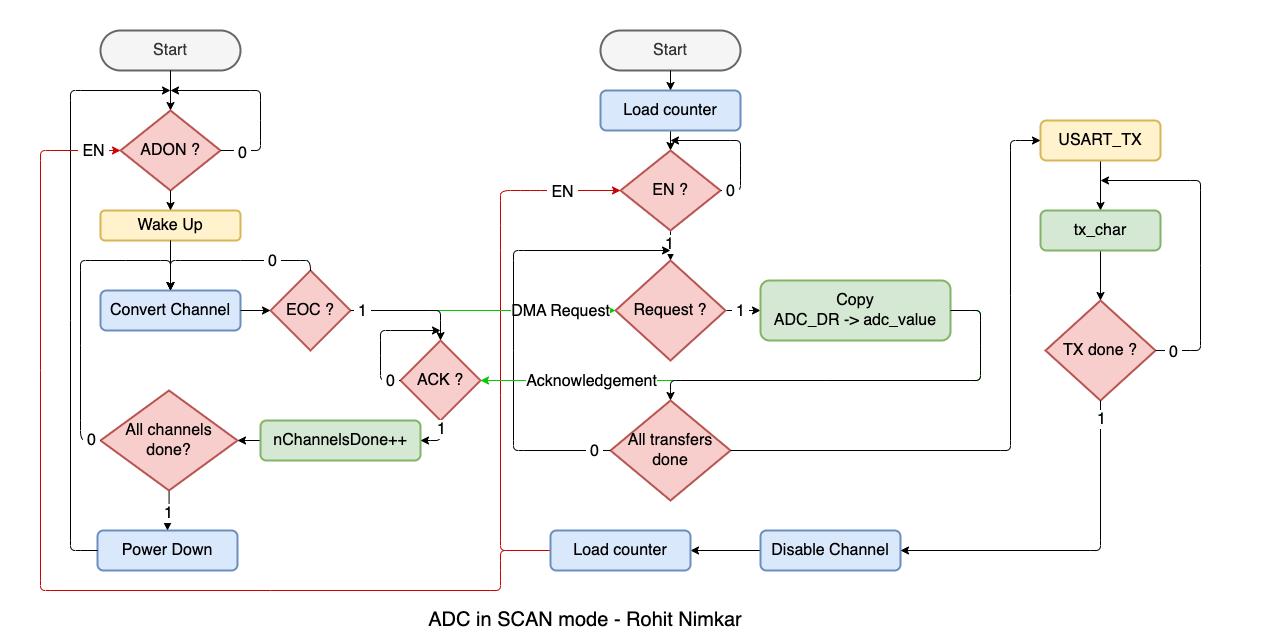 Start
ADON ?
EN
0
Wake Up
0
Convert Channel
EOC ?
1
ACK ?
0
1
nChannelsDone++
All channels
done?
0
1
Power Down
Start
Load counter
EN
EN ?
0
1
DMA Request
Request ?
1
Copy
ADC_DR -> adc_value
Acknowledgement
All transfers
done
0
USART_TX
tx_char
TX done ?
0
1
Disable Channel
Load counter
ADC in SCAN mode - Rohit Nimkar